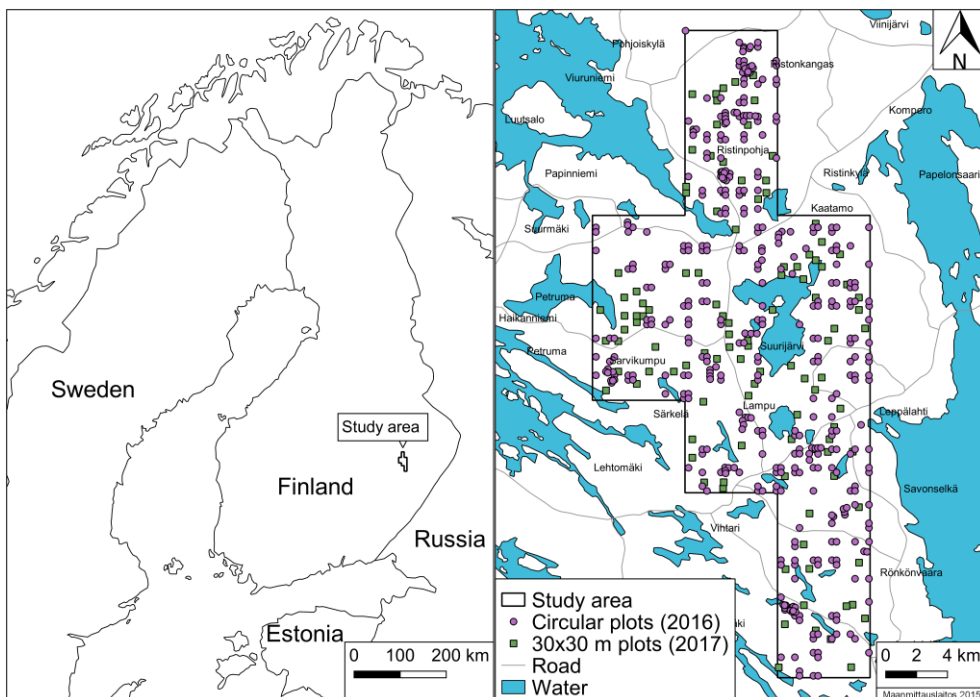 Sweden
Study area
Finland
Russia
Estonia
0 100 200 km
Viinijärvi
Pohjoiskylä
N
Ristonkangas
Viuruniemi
Kompero
Luutsalo
Ristinpohja
Papinniemi
Ristinkylä
Papelonsaari
Kaatamo
Suurmäki
Petruma
Haikanniemi
Petruma
Suurijärvi
Sarvikumpu
Särkelä
Lampu
Leppälahti
Lehtomäki
Savonselkä
Vihtari
Rönkönvaara
Study area
Circular plots (2016)
30x30 m plots (2017)
Road
Water
0 2 4 km